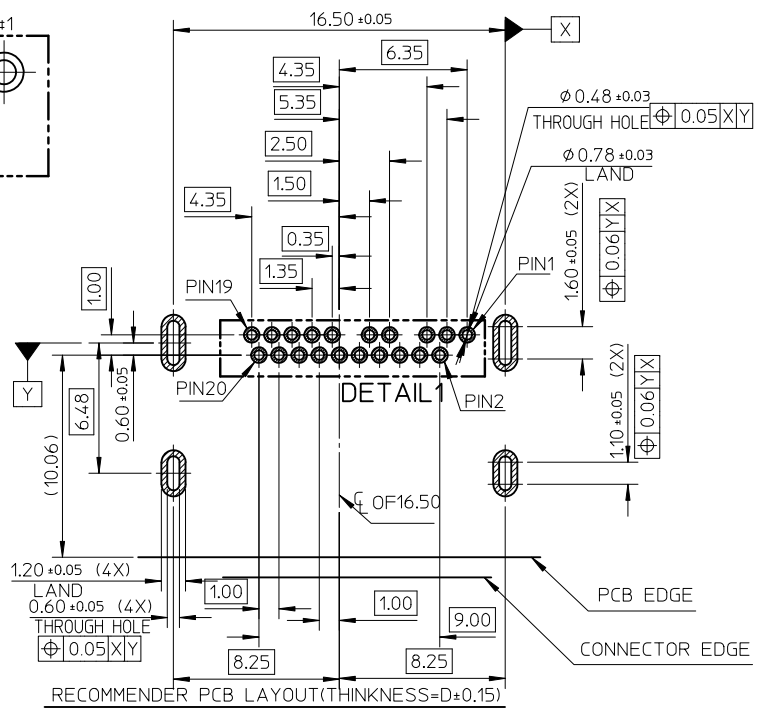 ±1
16.50 ±0.05
X
6.35
4.35
5.35
2.50
1.50
4.35
0.35
1.35
1.00
PIN19
PIN20
PIN1
PIN2
DETAIL1
Ø0.48 ±0.03
THROUGH HOLE ⌖ 0.05 X Y
Ø0.78 ±0.03
LAND
1.60 ±0.05 (2X)
⌖ 0.06 Y X
1.10 ±0.05 (2X)
⌖ 0.06 Y X
Y
6.48
0.60 ±0.05
(10.06)
℄ OF16.50
1.20 ±0.05 (4X)
LAND
0.60 ±0.05 (4X)
THROUGH HOLE
⌖ 0.05 X Y
1.00
1.00
9.00
8.25
8.25
PCB EDGE
CONNECTOR EDGE
RECOMMENDER PCB LAYOUT(THINKNESS=D±0.15)